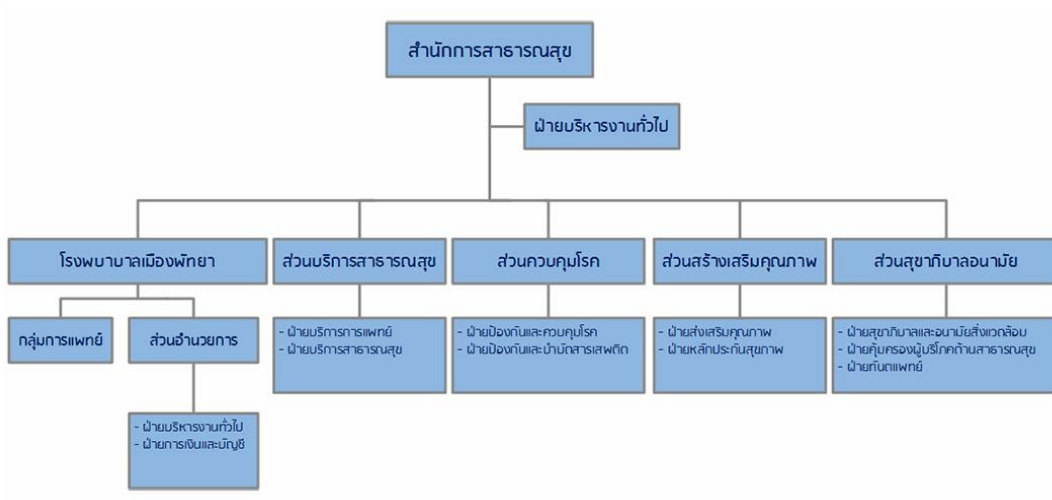 สำนักการสาธารณสุข
ฝ่ายบริหารงานทั่วไป
โรงพยาบาลเมืองพัทยา
ส่วนบริการสาธารณสุข
ส่วนควบคุมโรค
ส่วนสร้างเสริมคุณภาพ
ส่วนสุขาภิบาลอนามัย
กลุ่มการแพทย์
ส่วนอำนวยการ
- ฝ่ายบริหารงานทั่วไป
- ฝ่ายการเงินและบัญชี
- ฝ่ายบริการการแพทย์
- ฝ่ายบริการสาธารณสุข
- ฝ่ายป้องกันและควบคุมโรค
- ฝ่ายป้องกันและบำบัดสารเสพติด
- ฝ่ายส่งเสริมคุณภาพ
- ฝ่ายหลักประกันสุขภาพ
- ฝ่ายสุขาภิบาลและอนามัยสิ่งแวดล้อม
- ฝ่ายคุ้มครองผู้บริโภคด้านสาธารณสุข
- ฝ่ายทันตแพทย์